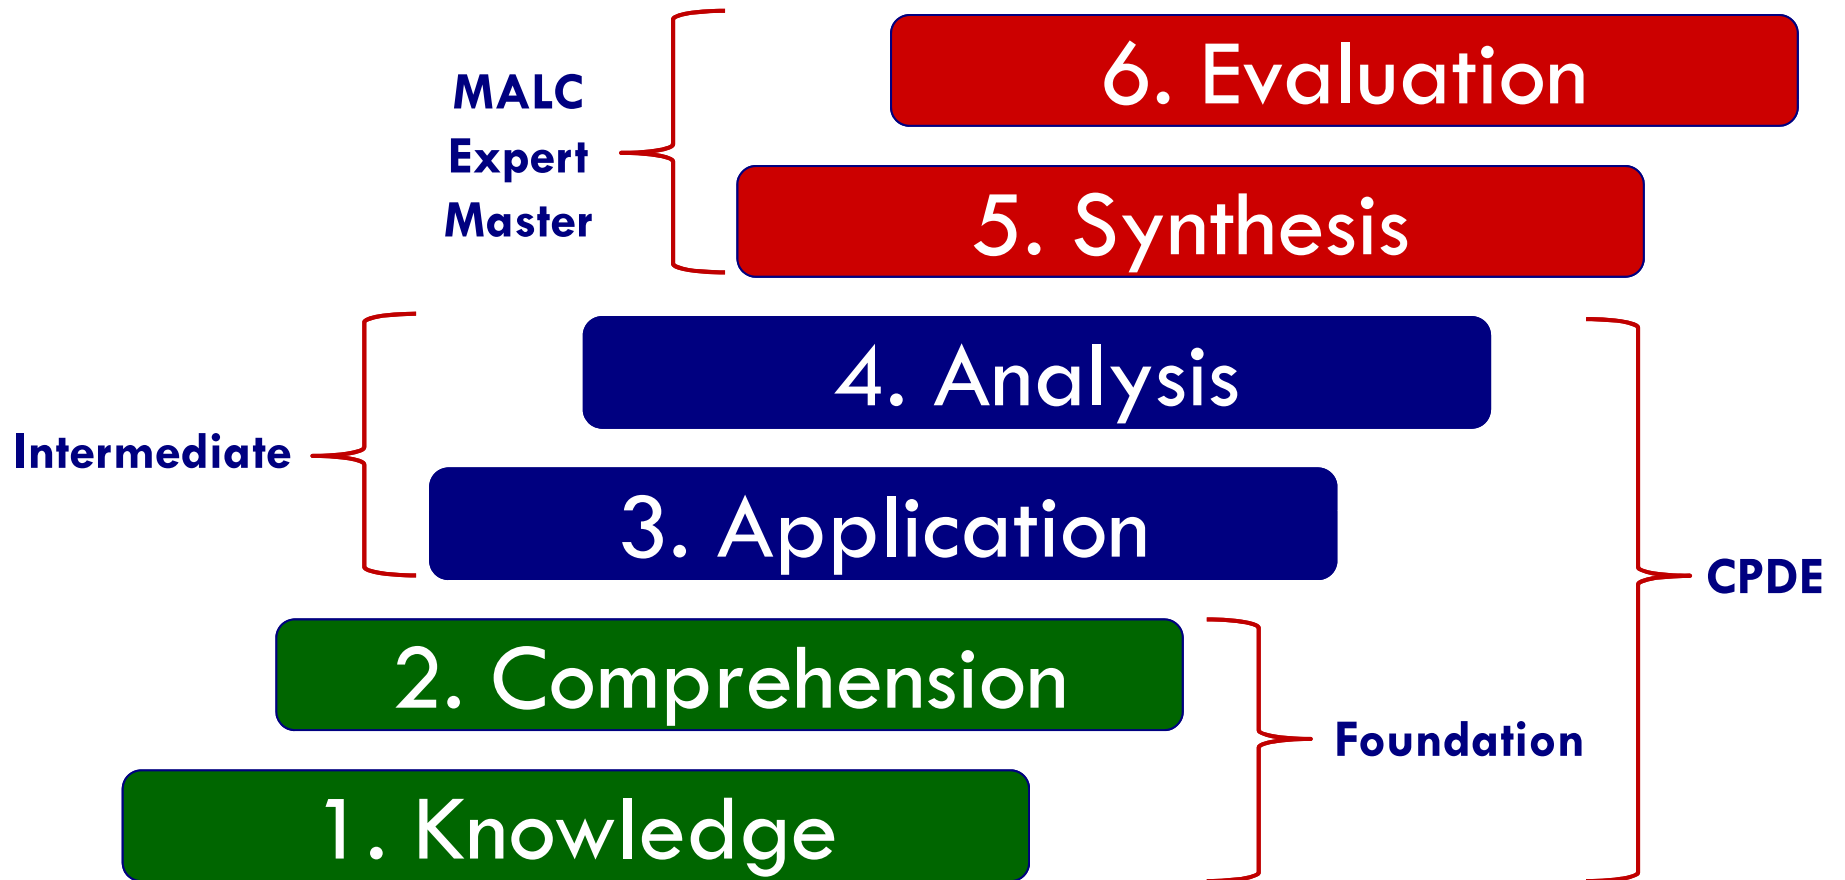 6. Evaluation
MALC
Expert
Master
5. Synthesis
4. Analysis
Intermediate
3. Application
CPDE
2. Comprehension
Foundation
1. Knowledge